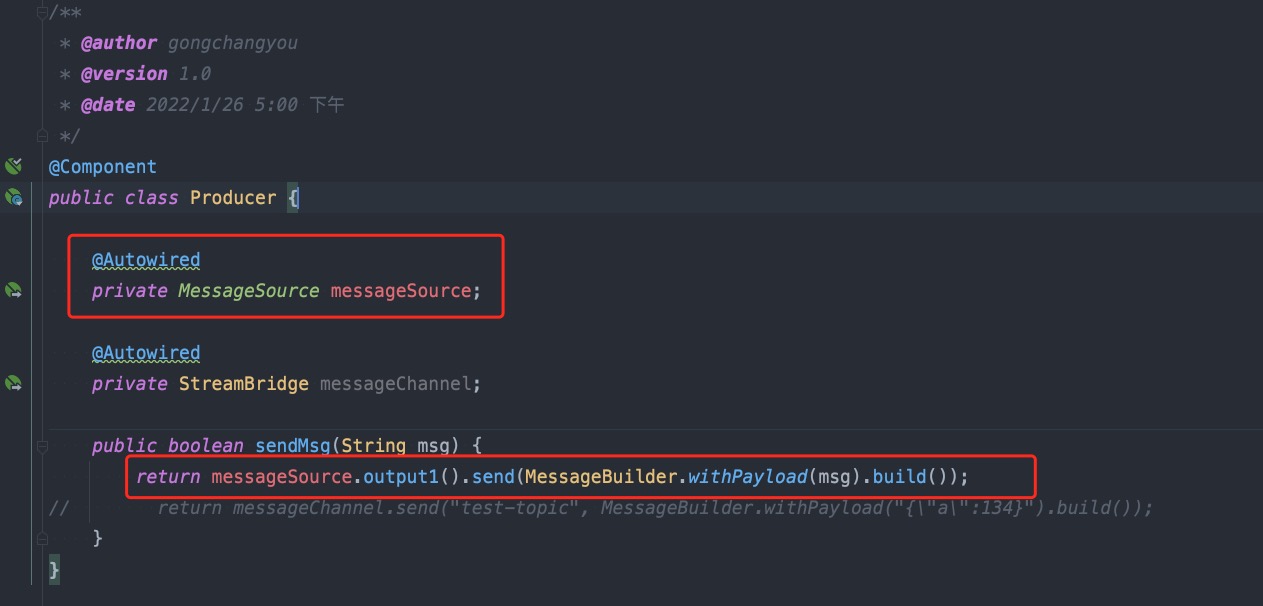 /**
* @author gongchangyou
* @version 1.0
* @date 2022/1/26 5:00 下午
*/
@Component
public class Producer {
@Autowired
private MessageSource messageSource;
@Autowired
private StreamBridge messageChannel;
public boolean sendMsg(String msg) {
return messageSource.output1().send(MessageBuilder.withPayload(msg).build());
// return messageChannel.send("test-topic", MessageBuilder.withPayload("{\"a\":134}").build());
}
}